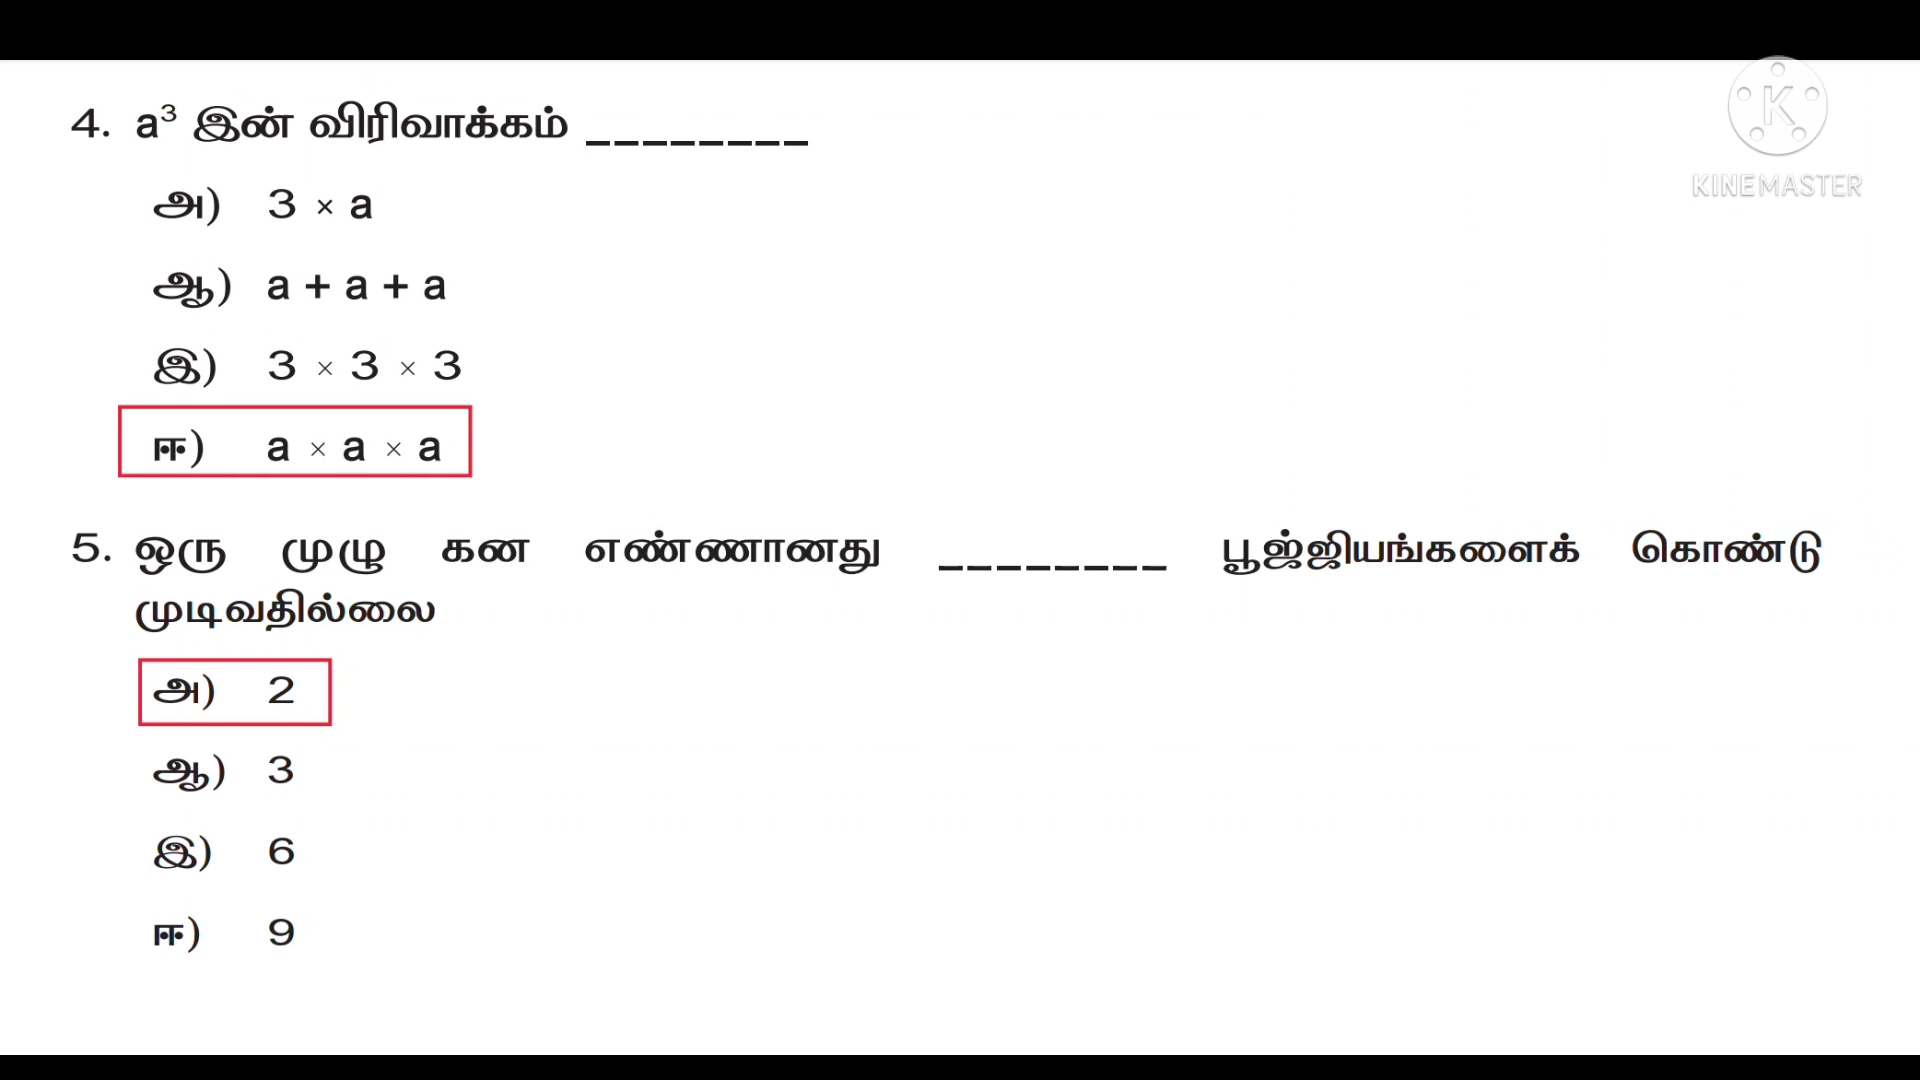 4. a³ இன் விரிவாக்கம் ________
KINEMASTER
அ) 3 × a
ஆ) a + a + a
இ) 3 × 3 × 3
ஈ) a × a × a
5. ஒரு முழு கன எண்ணானது ________ பூஜ்ஜியங்களைக் கொண்டு
முடிவதில்லை
அ) 2
ஆ) 3
இ) 6
ஈ) 9